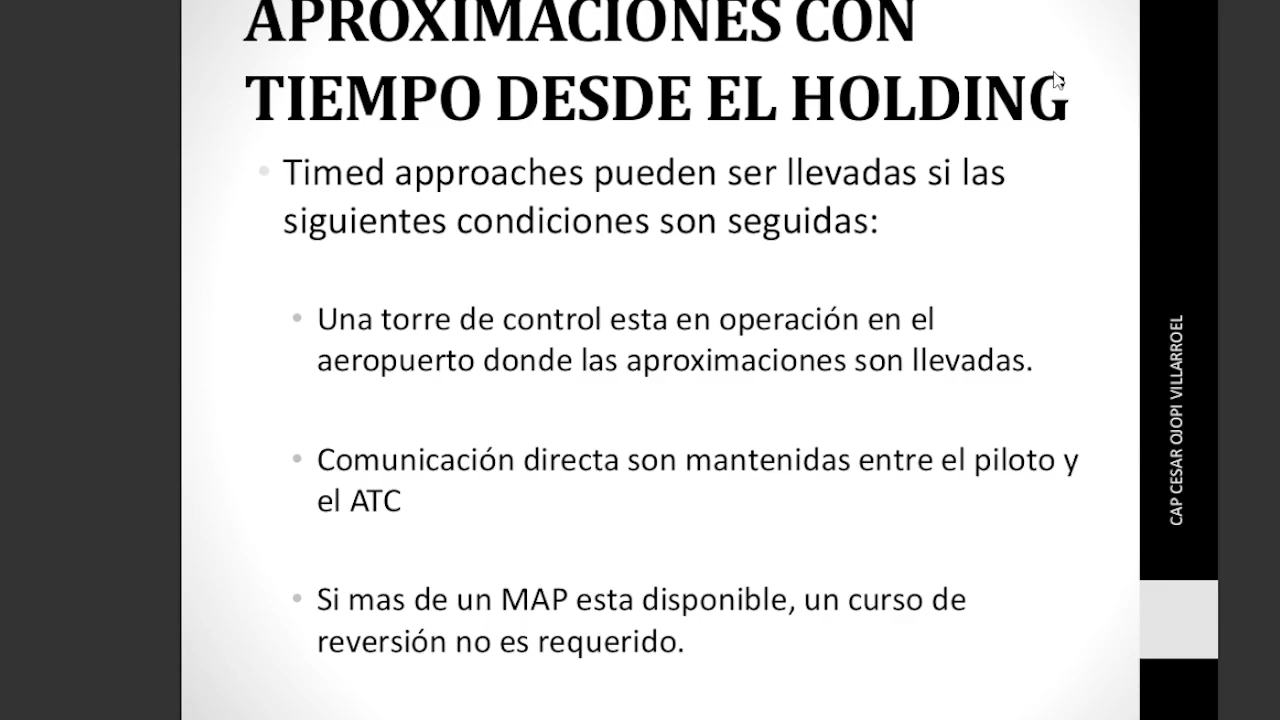 APROXIMACIONES CON
TIEMPO DESDE EL HOLDING
Timed approaches pueden ser llevadas si las
siguientes condiciones son seguidas:
Una torre de control esta en operación en el
aeropuerto donde las aproximaciones son llevadas.
Comunicación directa son mantenidas entre el piloto y
el ATC
Si mas de un MAP esta disponible, un curso de
reversión no es requerido.
CAP CESAR OJOPI VILLARROEL